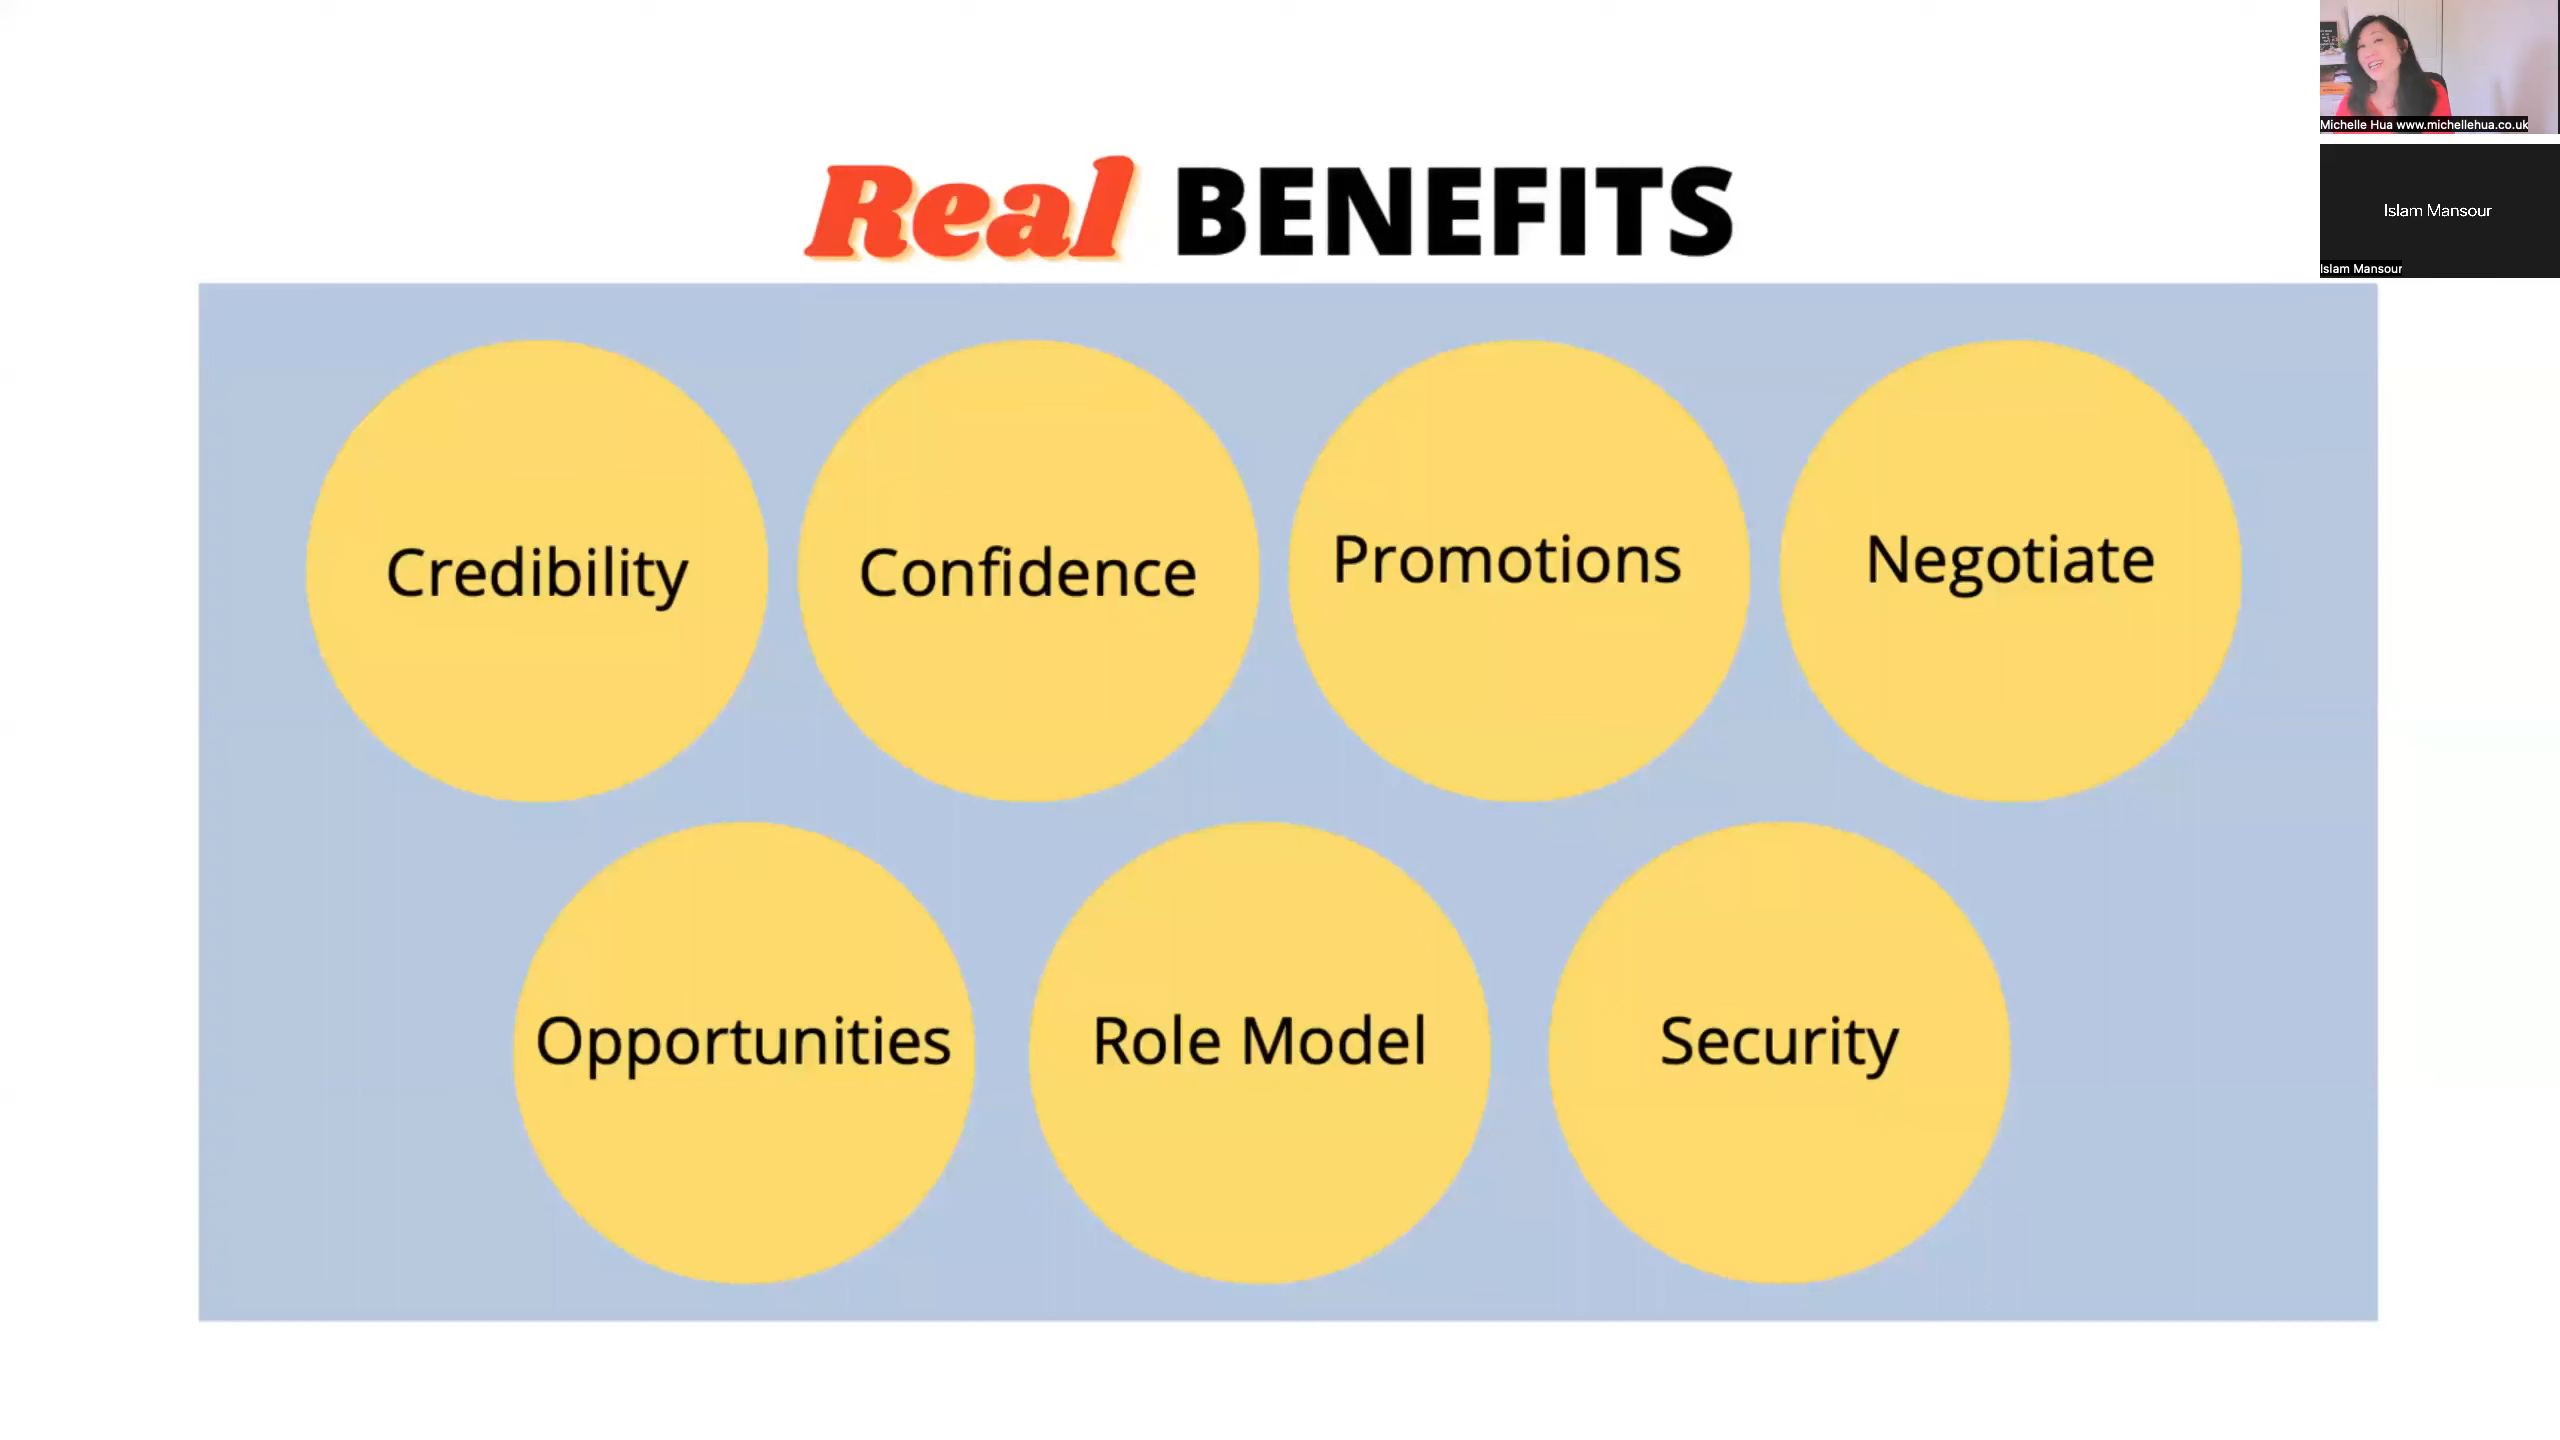 Real BENEFITS
Credibility
Confidence
Promotions
Negotiate
Opportunities
Role Model
Security
Michelle Hua www.michellehua.co.uk
Islam Mansour
Islam Mansour